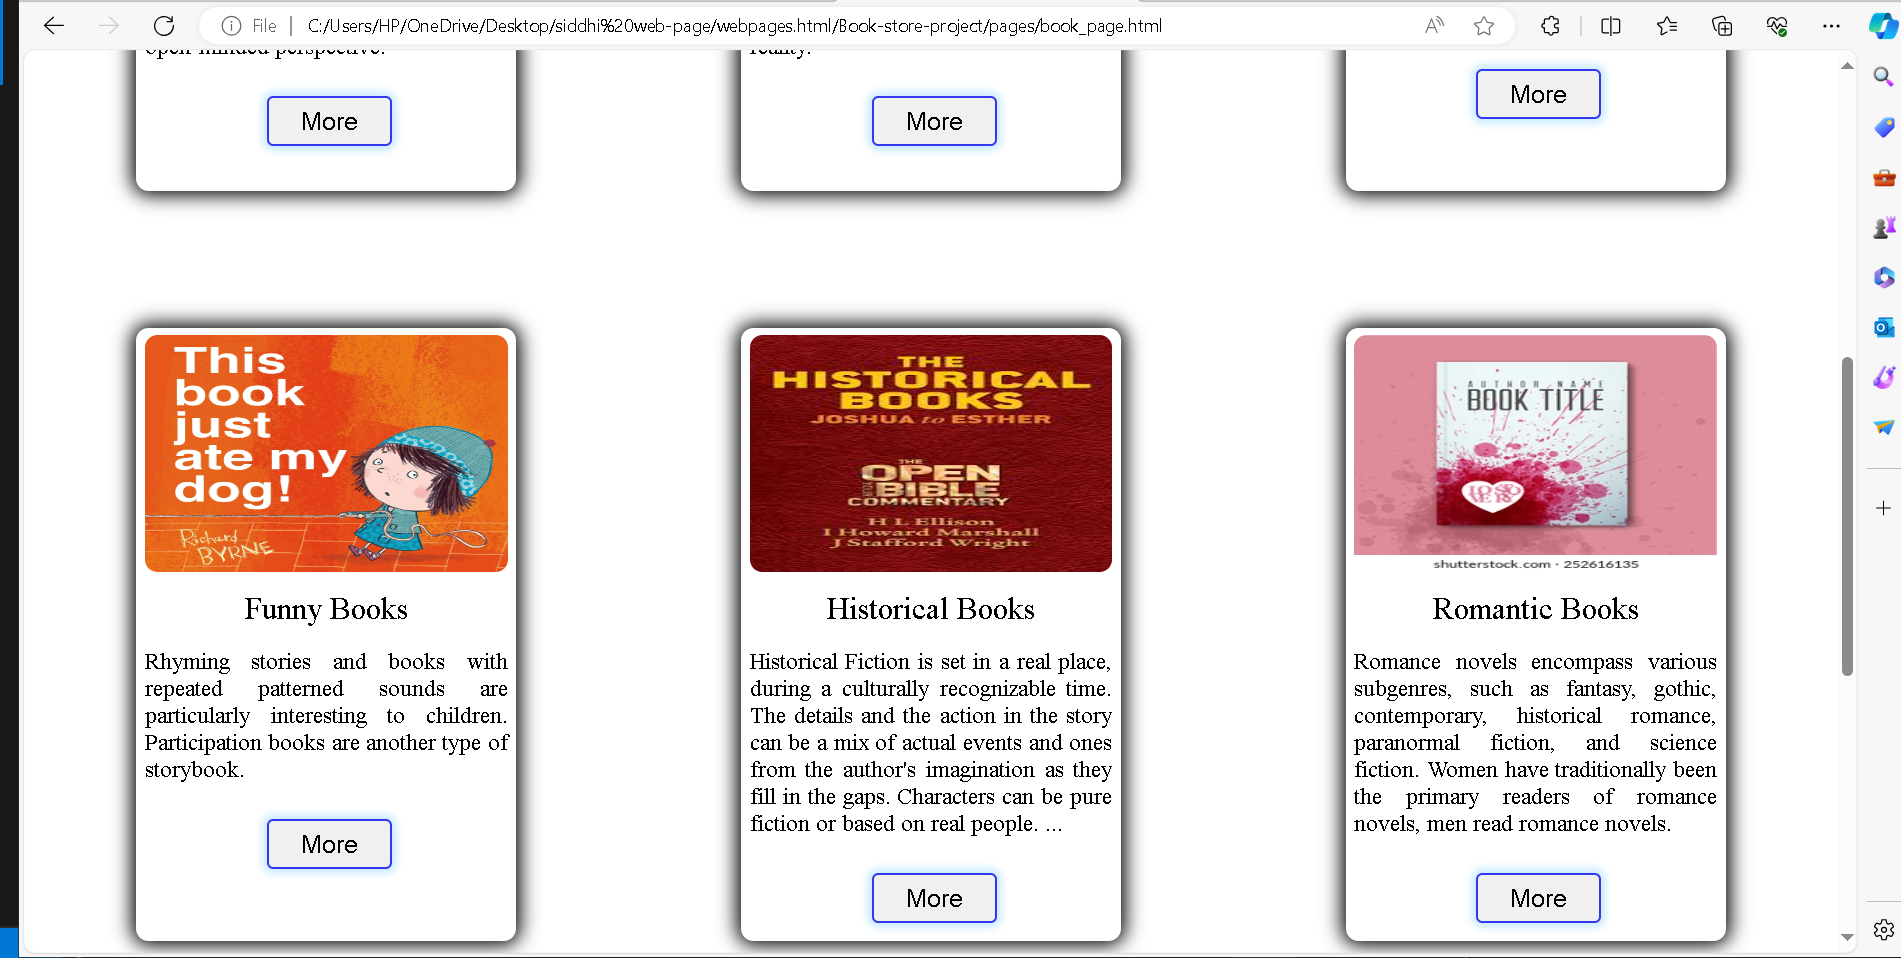 File
C:/Users/HP/OneDrive/Desktop/siddhi%20web-page/webpages.html/Book-store-project/pages/book_page.html
open-minded perspective.
More
reality.
More
More
This
book
just
ate my
dog!
Richard
BYRNE
Funny Books
Rhyming stories and books with
repeated patterned sounds are
particularly interesting to children.
Participation books are another type of
storybook.
More
THE
HISTORICAL
BOOKS
JOSHUA to ESTHER
THE
OPEN
YOUR
BIBLE
COMMENTARY
H L Ellison
I Howard Marshall
J Stafford Wright
Historical Books
Historical Fiction is set in a real place,
during a culturally recognizable time.
The details and the action in the story
can be a mix of actual events and ones
from the author's imagination as they
fill in the gaps. Characters can be pure
fiction or based on real people. ...
More
AUTHOR NAME
BOOK TITLE
shutterstock.com · 252616135
Romantic Books
Romance novels encompass various
subgenres, such as fantasy, gothic,
contemporary, historical romance,
paranormal fiction, and science
fiction. Women have traditionally been
the primary readers of romance
novels, men read romance novels.
More